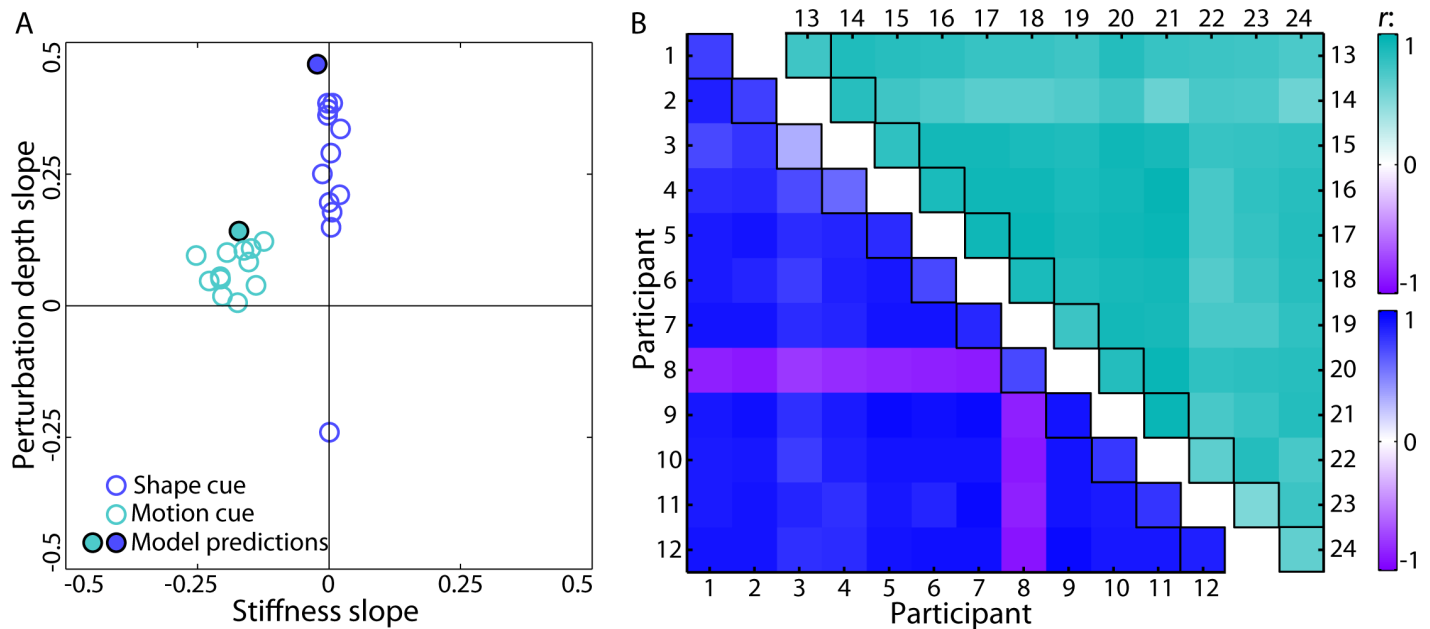 A
Perturbation depth slope
0.5
0.25
0
-0.25
-0.5
Shape cue
Motion cue
Model predictions
-0.5 -0.25 0 0.25 0.5
Stiffness slope
B
13 14 15 16 17 18 19 20 21 22 23 24
Participant
1
2
3
4
5
6
7
8
9
10
11
12
13
14
15
16
17
18
19
20
21
22
23
24
1 2 3 4 5 6 7 8 9 10 11 12
Participant
r:
1
0
-1
1
0
-1